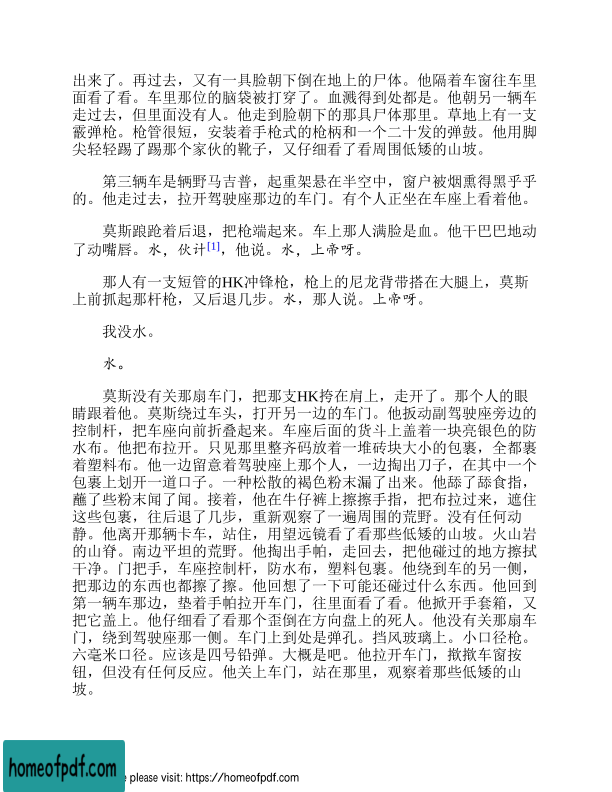 出来了。再过去，又有一具脸朝下倒在地上的尸体。他隔着车窗往车里
面看了看。车里那位的脑袋被打穿了。血溅得到处都是。他朝另一辆车
走过去，但里面没有人。他走到脸朝下的那具尸体那里。草地上有一支
霰弹枪。枪管很短，安装着手枪式的枪柄和一个二十发的弹鼓。他用脚
尖轻轻踢了踢那个家伙的靴子，又仔细看了看周围低矮的山坡。
第三辆车是辆野马吉普，起重架悬在半空中，窗户被烟熏得黑乎乎
的。他走过去，拉开驾驶座那边的车门。有个人正坐在车座上看着他。
莫斯踉跄着后退，把枪端起来。车上那人满脸是血。他干巴巴地动
了动嘴唇。水，伙计[1]，他说。水，上帝呀。
那人有一支短管的HK冲锋枪，枪上的尼龙背带搭在大腿上，莫斯
上前抓起那杆枪，又后退几步。水，那人说。上帝呀。
我没水。
水。
莫斯没有关那扇车门，把那支HK挎在肩上，走开了。那个人的眼
睛跟着他。莫斯绕过车头，打开另一边的车门。他扳动副驾驶座旁边的
控制杆，把车座向前折叠起来。车座后面的货斗上盖着一块亮银色的防
水布。他把布拉开。只见那里整齐码放着一堆砖块大小的包裹，全都裹
着塑料布。他一边留意着驾驶座上那个人，一边掏出刀子，在其中一个
包裹上划开一道口子。一种松散的褐色粉末漏了出来。他舔了舔食指，
蘸了些粉末闻了闻。接着，他在牛仔裤上擦擦手指，把布拉过来，遮住
这些包裹，往后退了几步，重新观察了一遍周围的荒野。没有任何动
静。他离开那辆卡车，站住，用望远镜看了看那些低矮的山坡。火山岩
的山脊。南边平坦的荒野。他掏出手帕，走回去，把他碰过的地方擦拭
干净。门把手，车座控制杆，防水布，塑料包裹。他绕到车的另一侧，
把那边的东西也都擦了擦。他回想了一下可能还碰过什么东西。他回到
第一辆车那边，垫着手帕拉开车门，往里面看了看。他掀开手套箱，又
把它盖上。他仔细看了看那个歪倒在方向盘上的死人。他没有关那扇车
门，绕到驾驶座那一侧。车门上到处是弹孔。挡风玻璃上。小口径枪。
六毫米口径。应该是四号铅弹。大概是吧。他拉开车门，揿揿车窗按
钮，但没有任何反应。他关上车门，站在那里，观察着那些低矮的山
坡。
homeofpdf.com
e please visit: https://homeofpdf.com